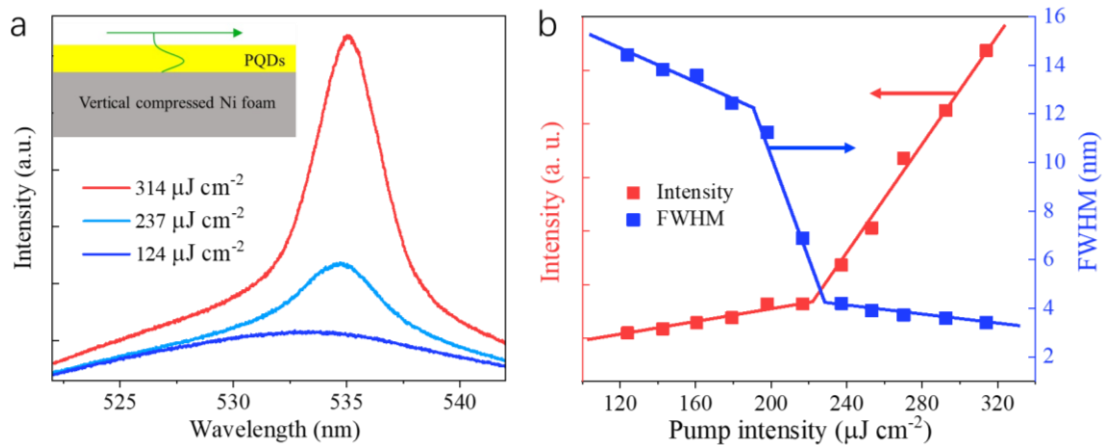 a
PQDs
Vertical compressed Ni foam
314 μJ cm-2
237 μJ cm-2
124 μJ cm-2
Intensity (a.u.)
525 530 535 540
Wavelength (nm)
b
Intensity (a. u.)
Intensity
FWHM
16
14
12
10
8
6
4
2
FWHM (nm)
120 160 200 240 280 320
Pump intensity (μJ cm-2)